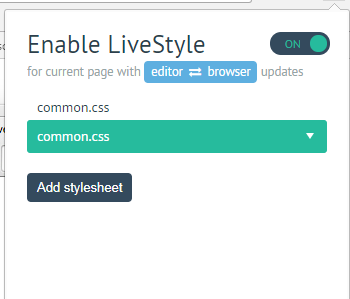 Enable LiveStyle
ON
for current page with editor ⇄ browser updates
common.css
common.css
Add stylesheet